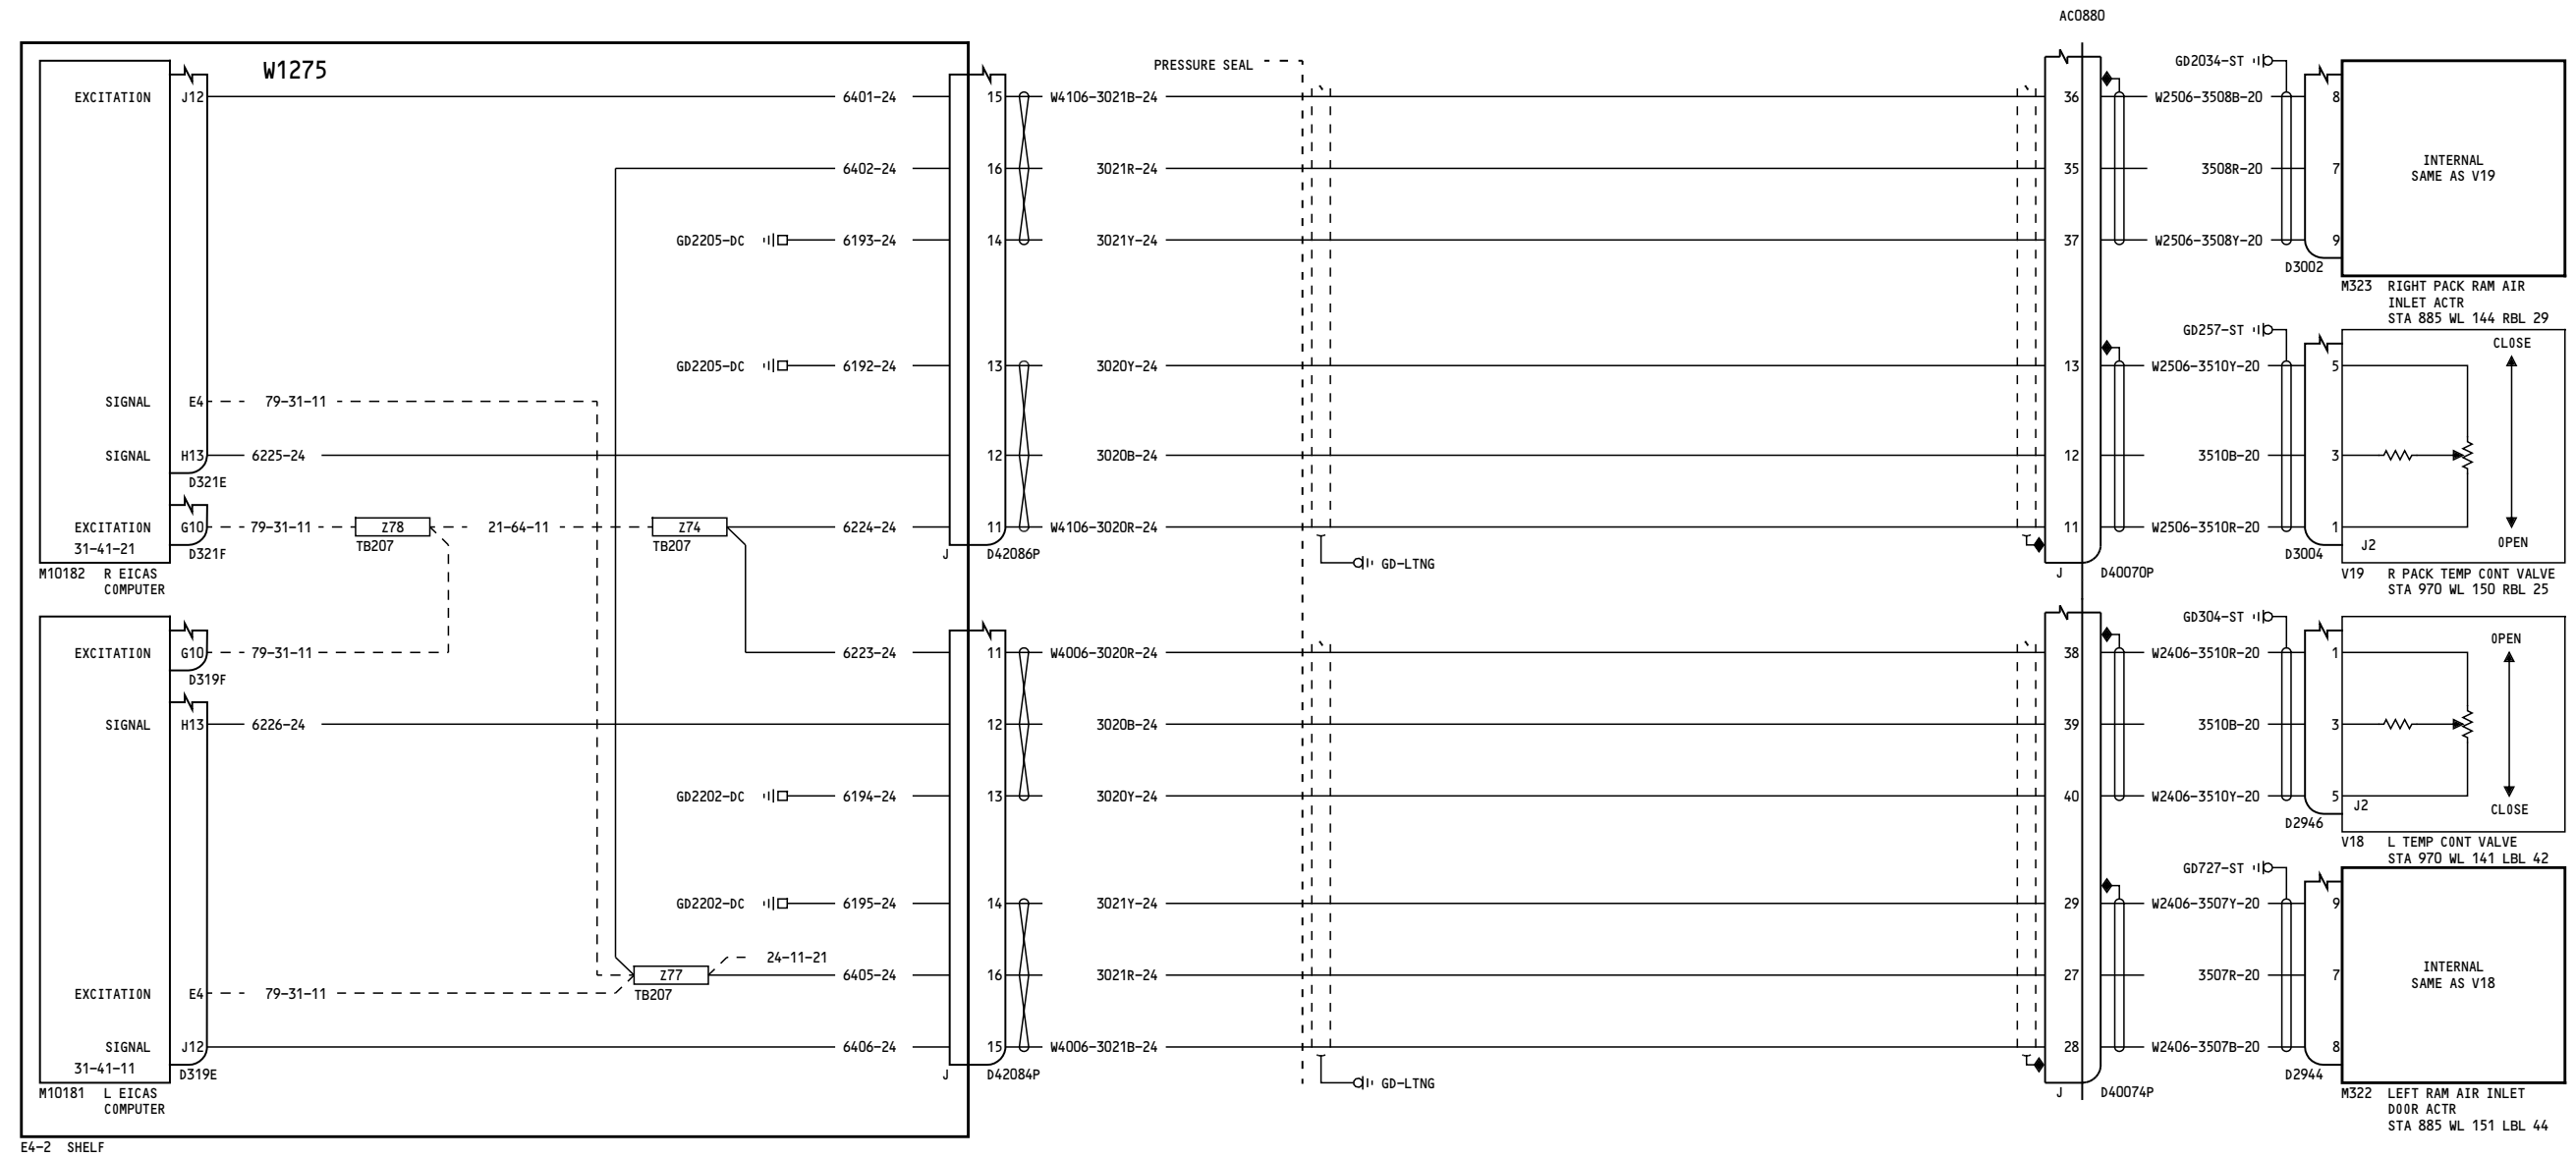 AC0880
W1275
PRESSURE SEAL
GD2034-ST
EXCITATION J12 6401-24 15 W4106-3021B-24 36 W2506-3508B-20 8
6402-24 16 3021R-24 35 3508R-20 7
INTERNAL
SAME AS V19
GD2205-DC 6193-24 14 3021Y-24 37 W2506-3508Y-20 9
D3002
M323 RIGHT PACK RAM AIR
INLET ACTR
STA 885 WL 144 RBL 29
GD257-ST
CLOSE
GD2205-DC 6192-24 13 3020Y-24 13 W2506-3510Y-20 5
SIGNAL E4 79-31-11
SIGNAL H13 6225-24 12 3020B-24 12 3510B-20 3
D321E
EXCITATION G10 79-31-11 Z78 21-64-11 Z74 6224-24 11 W4106-3020R-24 11 W2506-3510R-20 1
OPEN
31-41-21 D321F TB207 TB207 J D42086P D3004 J2
GD-LTNG
M10182 R EICAS
COMPUTER
J D40070P
V19 R PACK TEMP CONT VALVE
STA 970 WL 150 RBL 25
GD304-ST
OPEN
EXCITATION G10 79-31-11 6223-24 11 W4006-3020R-24 38 W2406-3510R-20 1
D319F
SIGNAL H13 6226-24 12 3020B-24 39 3510B-20 3
GD2202-DC 6194-24 13 3020Y-24 40 W2406-3510Y-20 5
J2
CLOSE
D2946
V18 L TEMP CONT VALVE
STA 970 WL 141 LBL 42
GD727-ST
GD2202-DC 6195-24 14 3021Y-24 29 W2406-3507Y-20 9
24-11-21
Z77 6405-24 16 3021R-24 27 3507R-20 7
INTERNAL
SAME AS V18
EXCITATION E4 79-31-11 TB207
SIGNAL J12 6406-24 15 W4006-3021B-24 28 W2406-3507B-20 8
31-41-11 D319E J D42084P D2944
GD-LTNG
M10181 L EICAS
COMPUTER
J D40074P
M322 LEFT RAM AIR INLET
DOOR ACTR
STA 885 WL 151 LBL 44
E4-2 SHELF